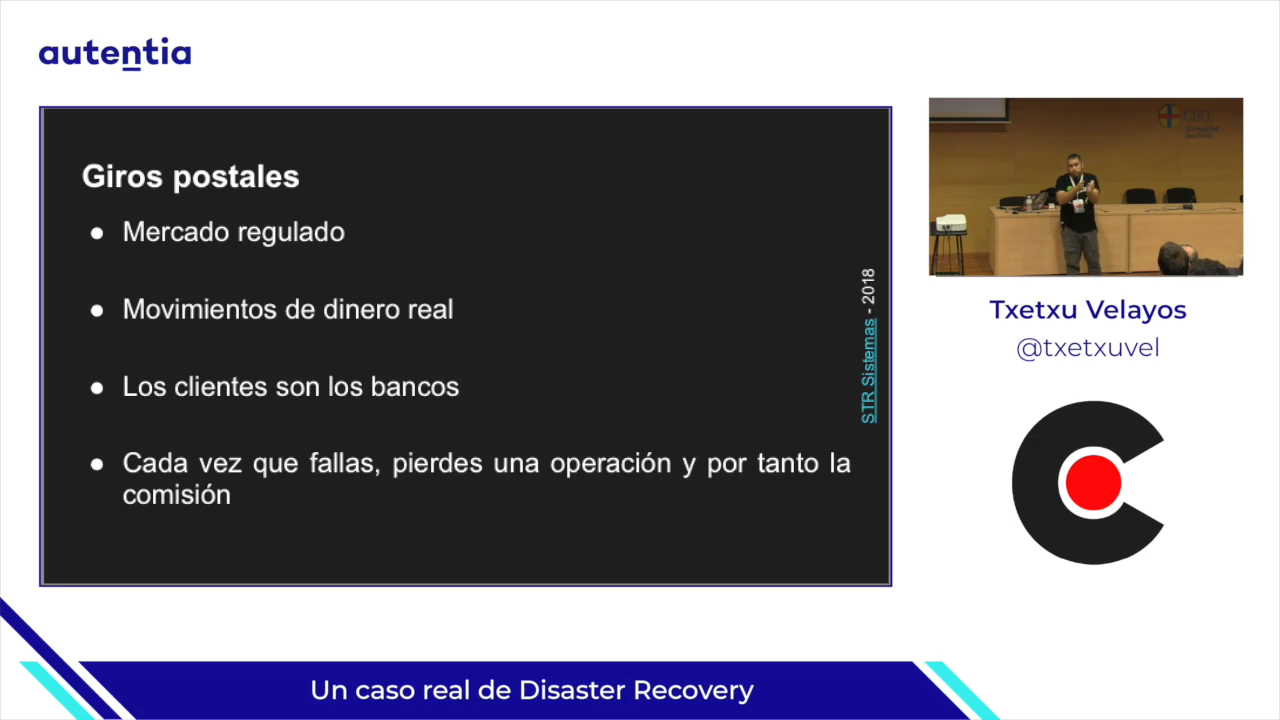 autentia
Giros postales
● Mercado regulado
● Movimientos de dinero real
● Los clientes son los bancos
● Cada vez que fallas, pierdes una operación y por tanto la
comisión
STR Sistemas - 2018
CEU
Txetxu Velayos
@txetxuvel
Un caso real de Disaster Recovery